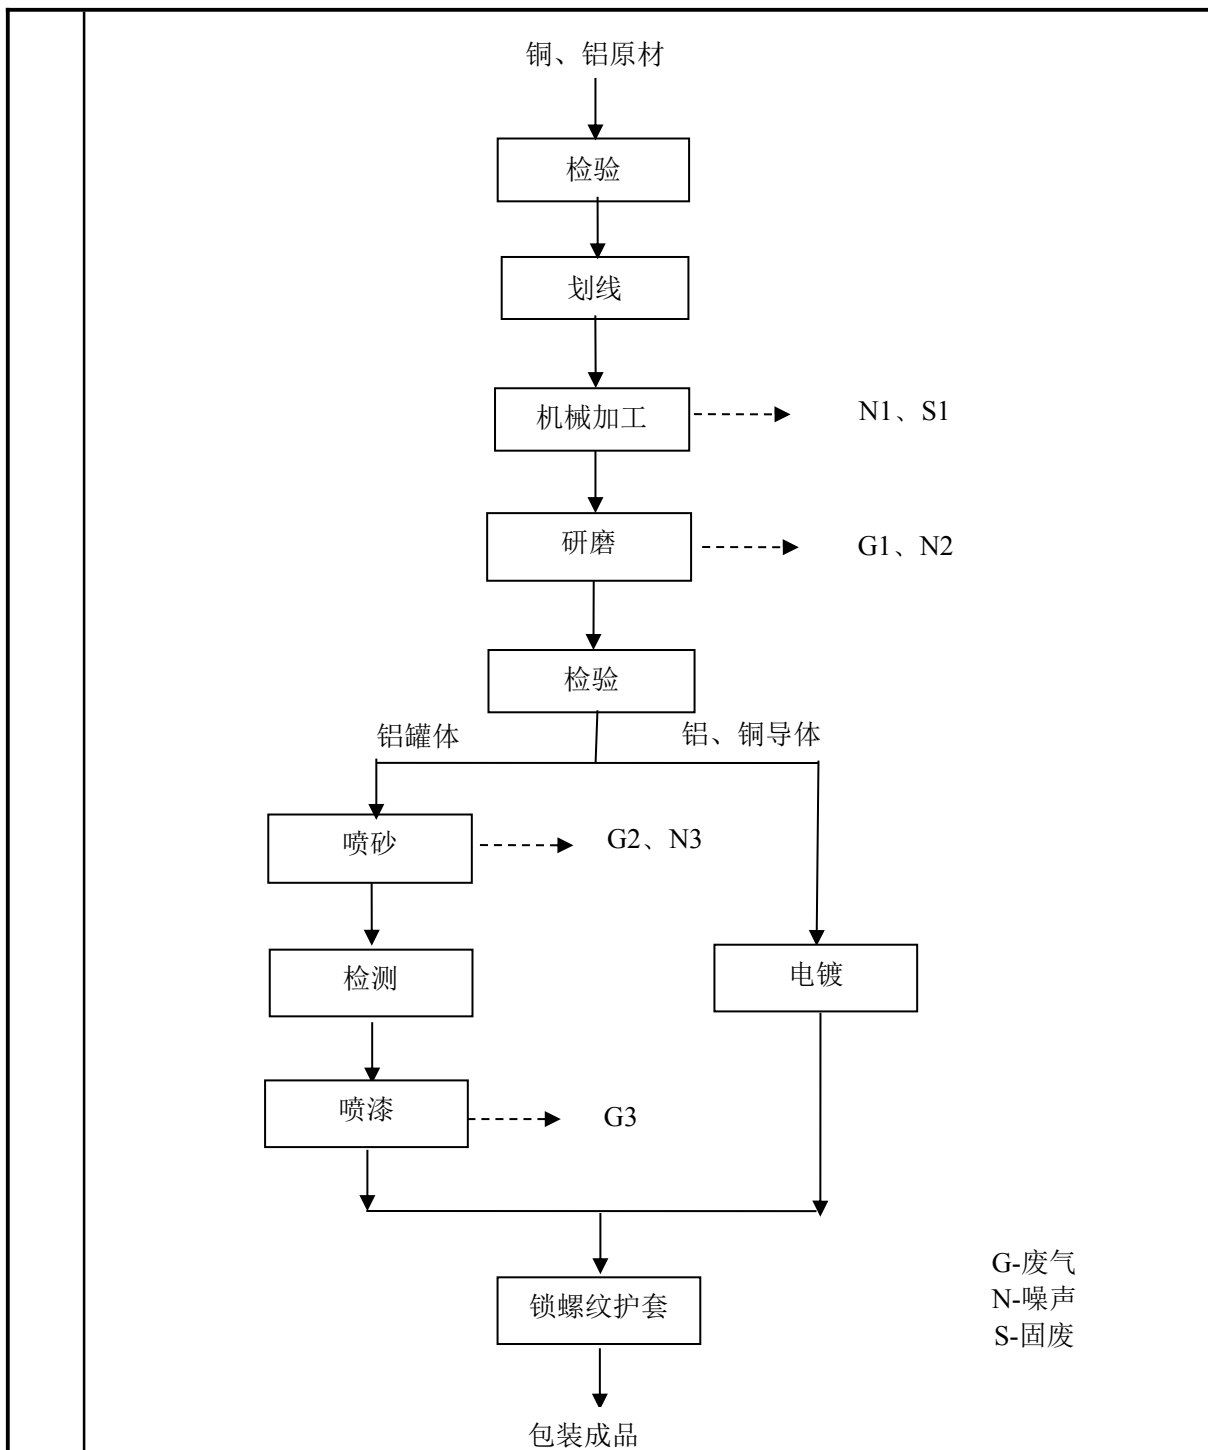 铜、铝原材
检验
划线
机械加工
N1、S1
研磨
G1、N2
检验
铝罐体
铝、铜导体
喷砂
G2、N3
检测
电镀
喷漆
G3
锁螺纹护套
G-废气
N-噪声
S-固废
包装成品